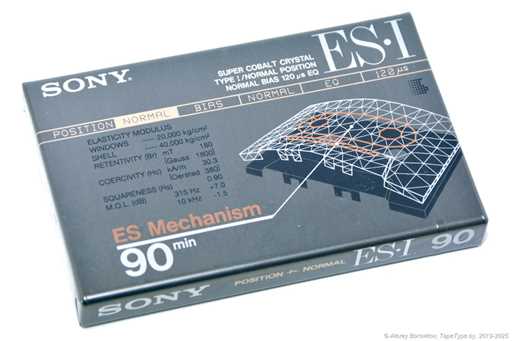 SONY®
ES·I
SUPER COBALT CRYSTAL
TYPE I/NORMAL POSITION
NORMAL BIAS 120 μs EQ
POSITION NORMAL BIAS NORMAL EQ 120 μs
ELASTICITY MODULUS
WINDOWS 20,000 kg/cm²
SHELL 40,000 kg/cm²
RETENTIVITY (Br) mT 180
[Gauss 1800]
COERCIVITY (Hc) kA/m 30.3
[Oersted 380]
SQUARENESS (Rs) 0.90
M.O.L. (dB) 315 Hz +7.0
10 kHz -1.5
ES Mechanism
90 min
SONY POSITION NORMAL ES·I 90
© Alexey Borisenko, TapeType.by, 2013-2025